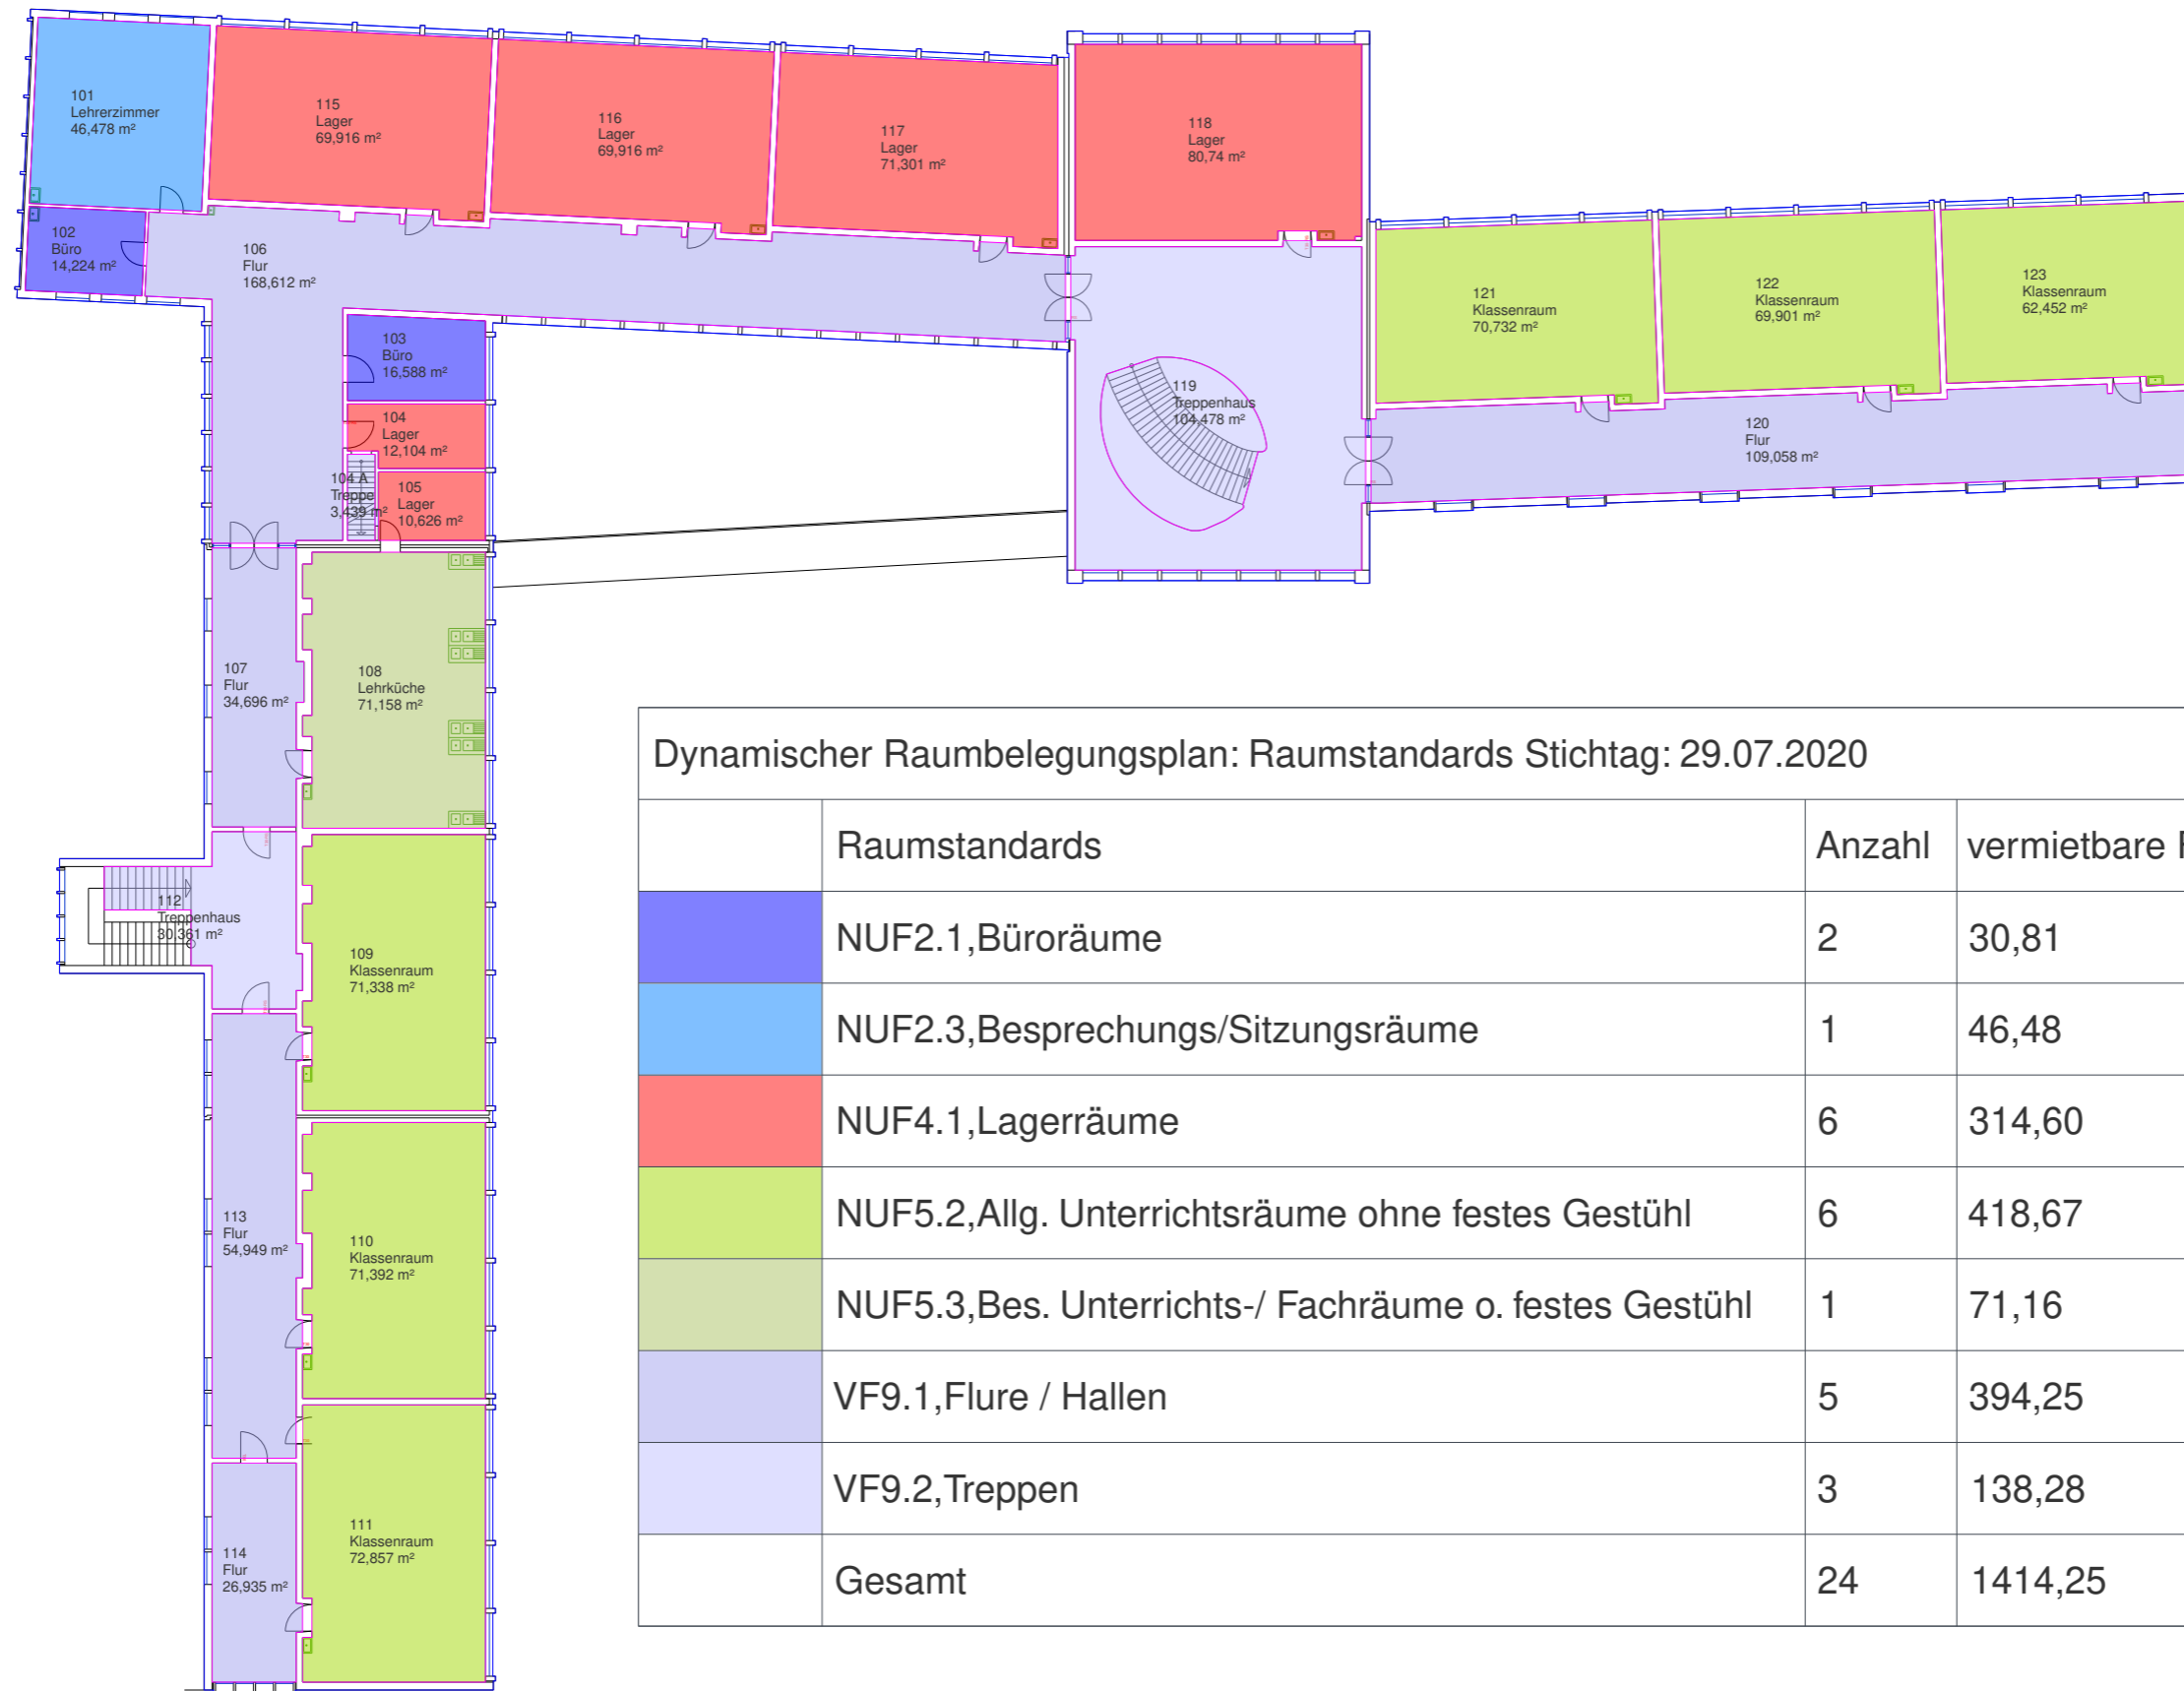 101
Lehrerzimmer
46,478 m²
115
Lager
69,916 m²
116
Lager
69,916 m²
117
Lager
71,301 m²
118
Lager
80,74 m²
102
Büro
14,224 m²
106
Flur
168,612 m²
121
Klassenraum
70,732 m²
122
Klassenraum
69,901 m²
123
Klassenraum
62,452 m²
103
Büro
16,588 m²
119
Treppenhaus
104,478 m²
104
Lager
12,104 m²
120
Flur
109,058 m²
104 A
Treppe
3,439 m²
105
Lager
10,626 m²
107
Flur
34,696 m²
108
Lehrküche
71,158 m²
112
Treppenhaus
30,361 m²
109
Klassenraum
71,338 m²
113
Flur
54,949 m²
110
Klassenraum
71,392 m²
111
Klassenraum
72,857 m²
114
Flur
26,935 m²
Dynamischer Raumbelegungsplan: Raumstandards Stichtag: 29.07.2020
Raumstandards Anzahl vermietbare
NUF2.1,Büroräume 2 30,81
NUF2.3,Besprechungs/Sitzungsräume 1 46,48
NUF4.1,Lagerräume 6 314,60
NUF5.2,Allg. Unterrichtsräume ohne festes Gestühl 6 418,67
NUF5.3,Bes. Unterrichts-/ Fachräume o. festes Gestühl 1 71,16
VF9.1,Flure / Hallen 5 394,25
VF9.2,Treppen 3 138,28
Gesamt 24 1414,25